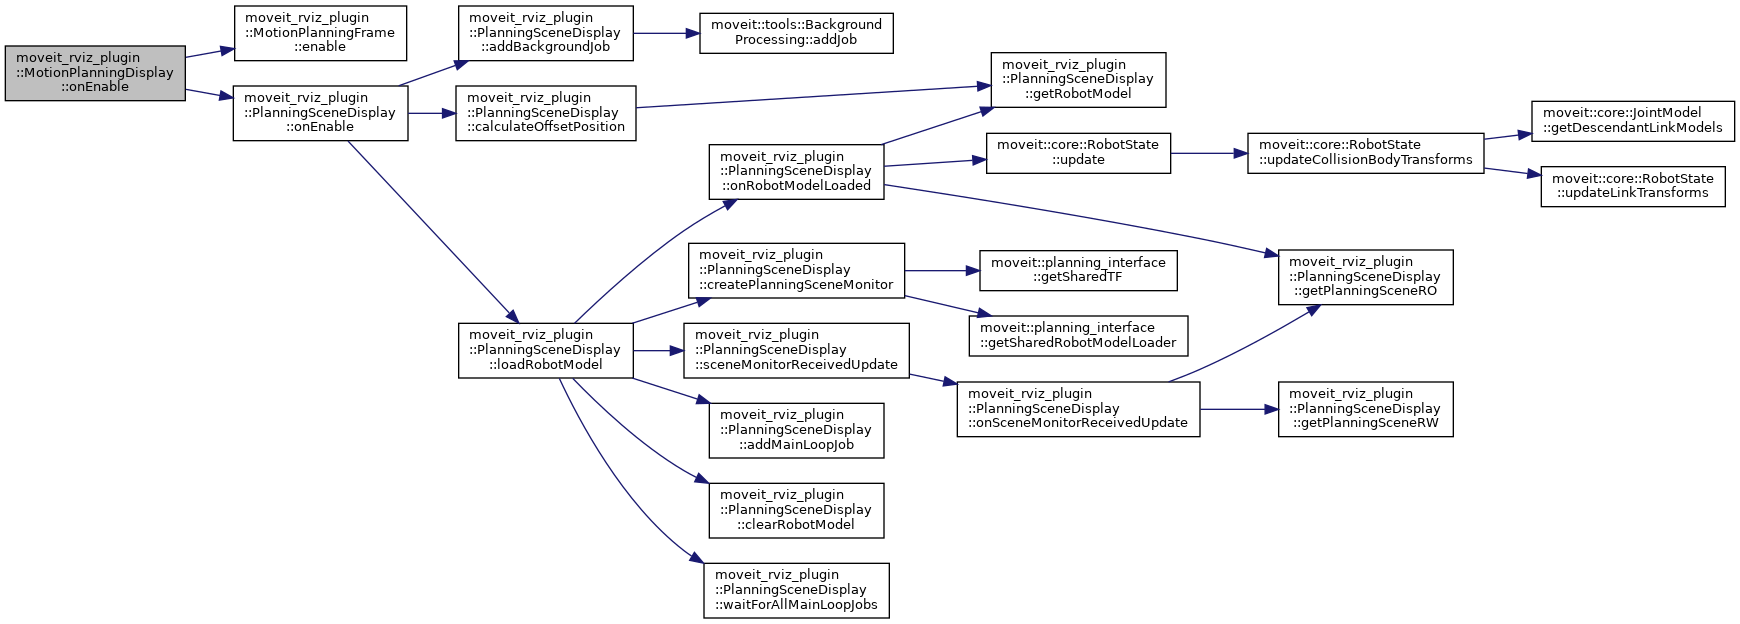 moveit_rviz_plugin
::MotionPlanningDisplay
::onEnable
moveit_rviz_plugin
::MotionPlanningFrame
::enable
moveit_rviz_plugin
::PlanningSceneDisplay
::onEnable
moveit_rviz_plugin
::PlanningSceneDisplay
::addBackgroundJob
moveit::tools::Background
Processing::addJob
moveit_rviz_plugin
::PlanningSceneDisplay
::calculateOffsetPosition
moveit_rviz_plugin
::PlanningSceneDisplay
::getRobotModel
moveit_rviz_plugin
::PlanningSceneDisplay
::loadRobotModel
moveit_rviz_plugin
::PlanningSceneDisplay
::onRobotModelLoaded
moveit::core::RobotState
::update
moveit::core::RobotState
::updateCollisionBodyTransforms
moveit::core::JointModel
::getDescendantLinkModels
moveit::core::RobotState
::updateLinkTransforms
moveit_rviz_plugin
::PlanningSceneDisplay
::createPlanningSceneMonitor
moveit::planning_interface
::getSharedTF
moveit::planning_interface
::getSharedRobotModelLoader
moveit_rviz_plugin
::PlanningSceneDisplay
::getPlanningSceneRO
moveit_rviz_plugin
::PlanningSceneDisplay
::sceneMonitorReceivedUpdate
moveit_rviz_plugin
::PlanningSceneDisplay
::onSceneMonitorReceivedUpdate
moveit_rviz_plugin
::PlanningSceneDisplay
::getPlanningSceneRW
moveit_rviz_plugin
::PlanningSceneDisplay
::addMainLoopJob
moveit_rviz_plugin
::PlanningSceneDisplay
::clearRobotModel
moveit_rviz_plugin
::PlanningSceneDisplay
::waitForAllMainLoopJobs